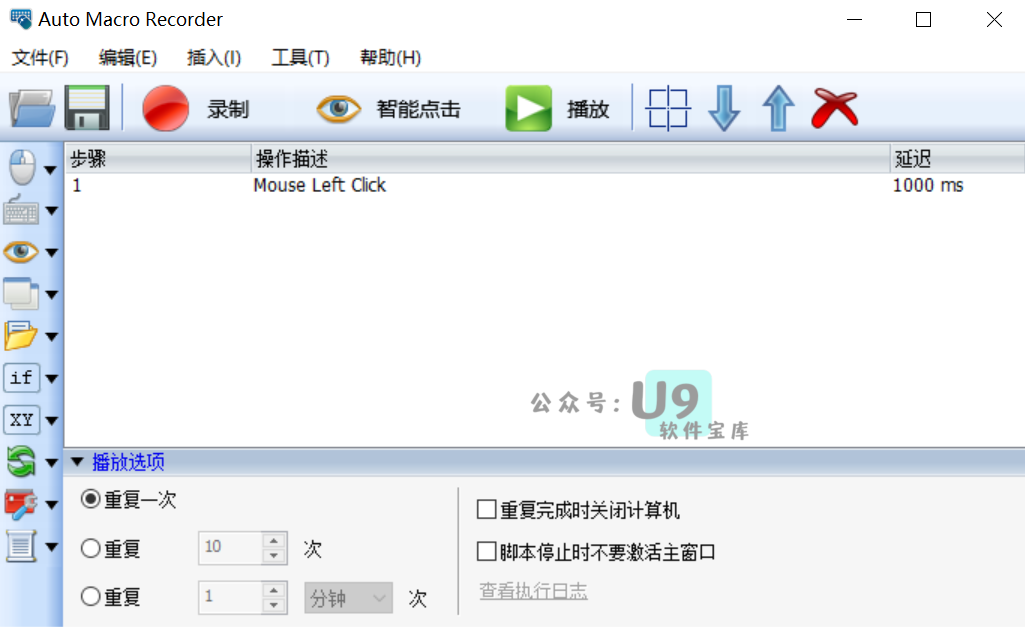 Auto Macro Recorder
文件(F) 编辑(E) 插入(I) 工具(T) 帮助(H)
录制 智能点击 播放
步骤 操作描述 延迟
1 Mouse Left Click 1000 ms
if
XY
公众号: U9
软件宝库
播放选项
重复一次
重复 10 次
重复 1 分钟 次
重复完成时关闭计算机
脚本停止时不要激活主窗口
查看执行日志